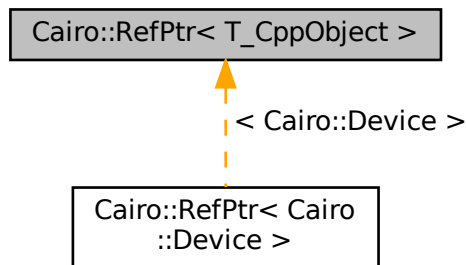 Cairo::RefPtr< T_CppObject >
< Cairo::Device >
Cairo::RefPtr< Cairo
::Device >